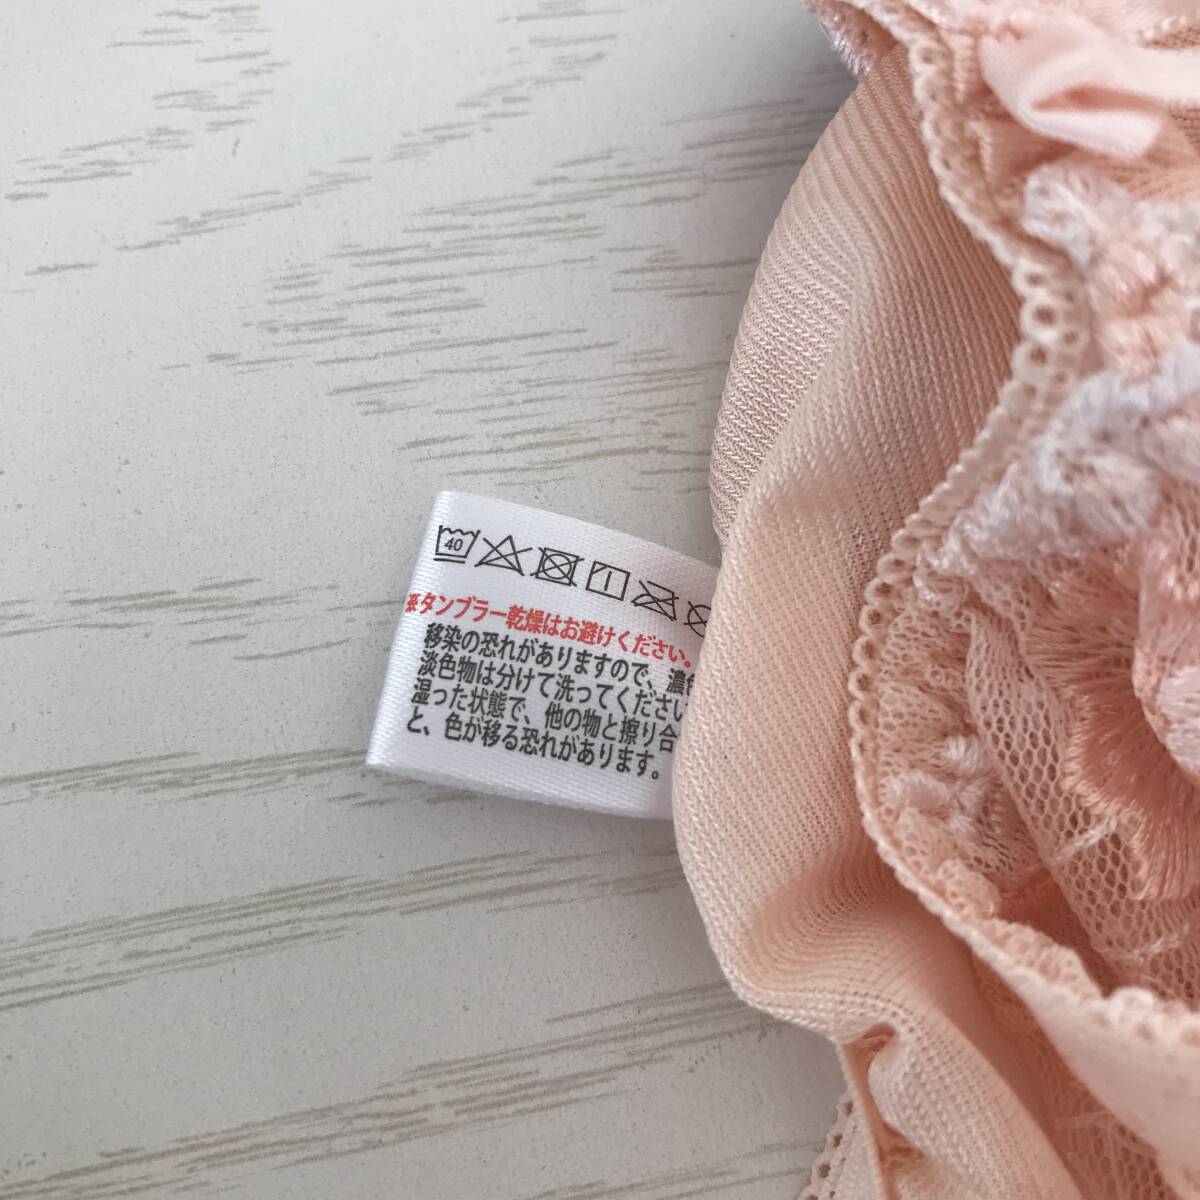 40
タンブラー乾燥はお避けください。
移染の恐れがありますので、濃色
淡色物は分けて洗ってください
湿った状態で、他の物と擦り合
と、色が移る恐れがあります。